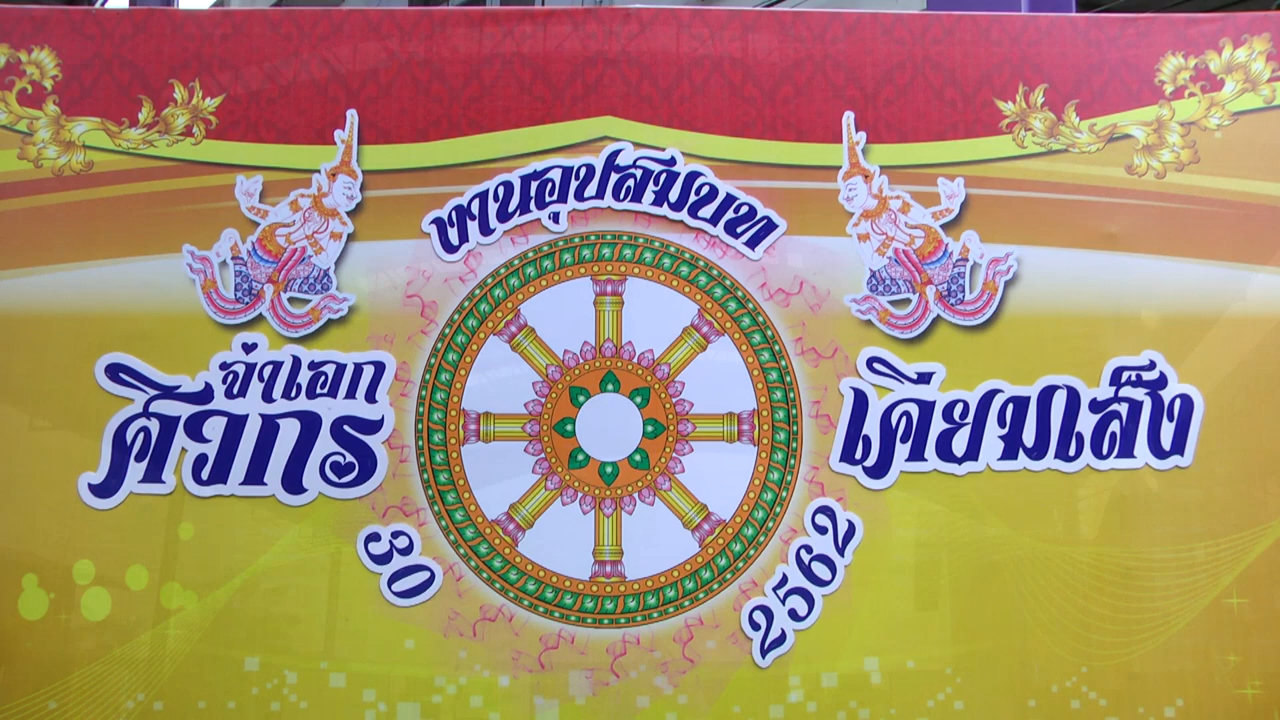 งานอุปสมบท
จ่าเอก
ศิวกร
เคียมเส็ง
30
2562